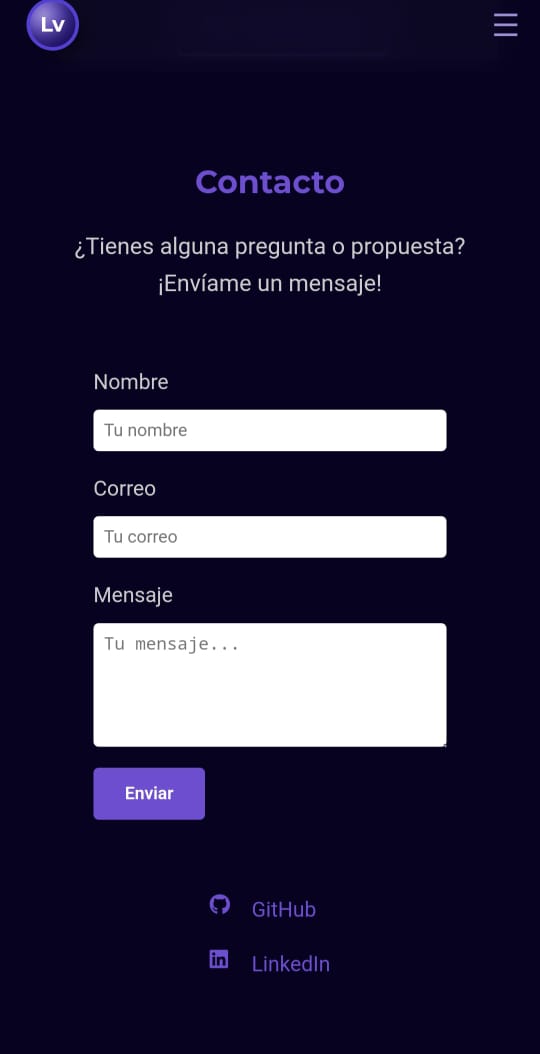 Lv
Contacto
¿Tienes alguna pregunta o propuesta?
¡Envíame un mensaje!
Nombre
Tu nombre
Correo
Tu correo
Mensaje
Tu mensaje...
Enviar
GitHub
LinkedIn